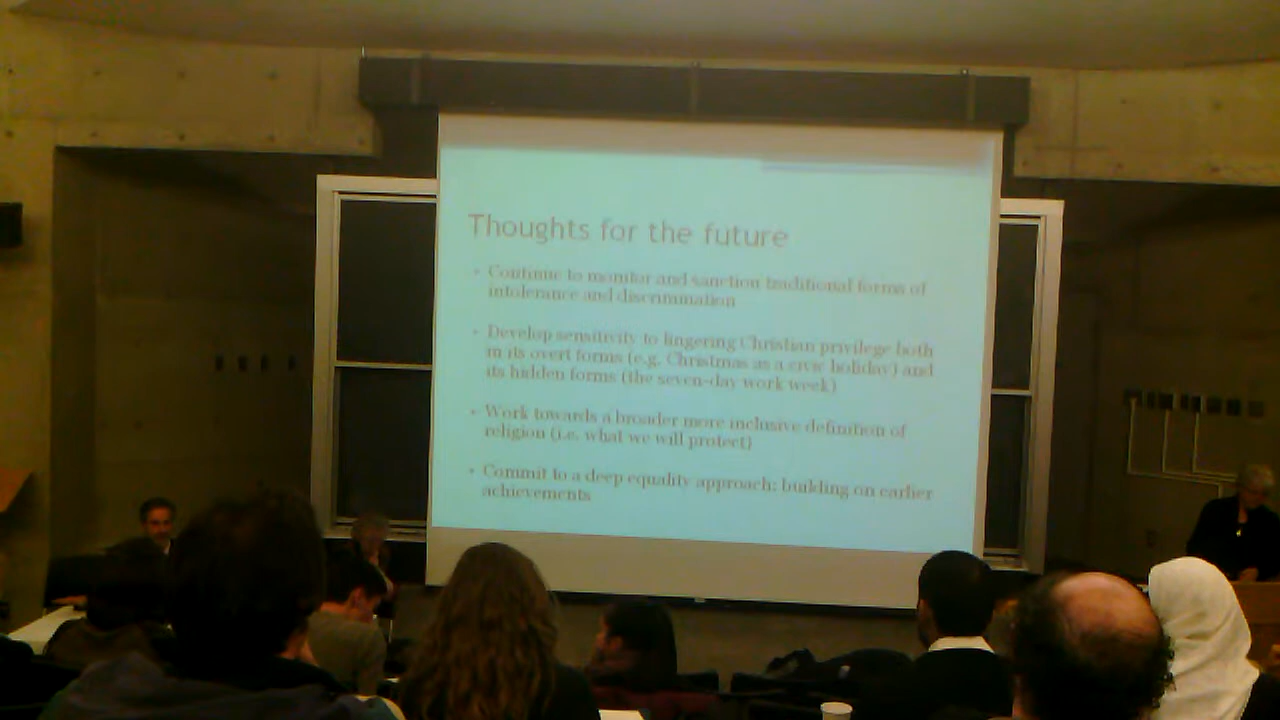 Thoughts for the future
• Continue to monitor and sanction traditional forms of
intolerance and discrimination
• Develop sensitivity to lingering Christian privilege both
in its overt forms (e.g. Christmas as a civic holiday) and
its hidden forms (the seven-day work week)
• Work towards a broader more inclusive definition of
religion (i.e. what we will protect)
• Commit to a deep equality approach: building on earlier
achievements